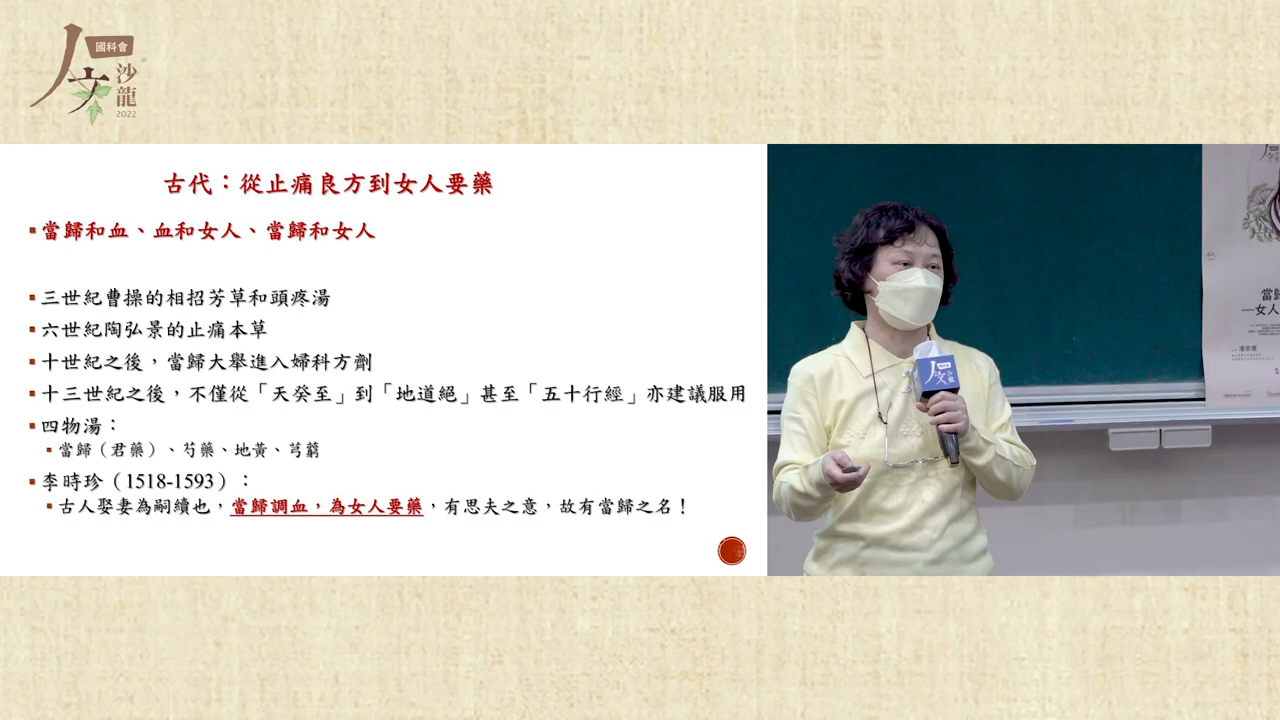 人文
國科會
沙龍
2022
古代：從止痛良方到女人要藥
當歸和血、血和女人、當歸和女人
三世紀曹操的相招芳草和頭疼湯
六世紀陶弘景的止痛本草
十世紀之後，當歸大舉進入婦科方劑
十三世紀之後，不僅從「天癸至」到「地道絕」甚至「五十行經」亦建議服用
四物湯：
當歸（君藥）、芍藥、地黃、芎藭
李時珍（1518-1593）：
古人娶妻為嗣續也，當歸調血，為女人要藥，有思夫之意，故有當歸之名！
人文
沙龍
當歸
—女人